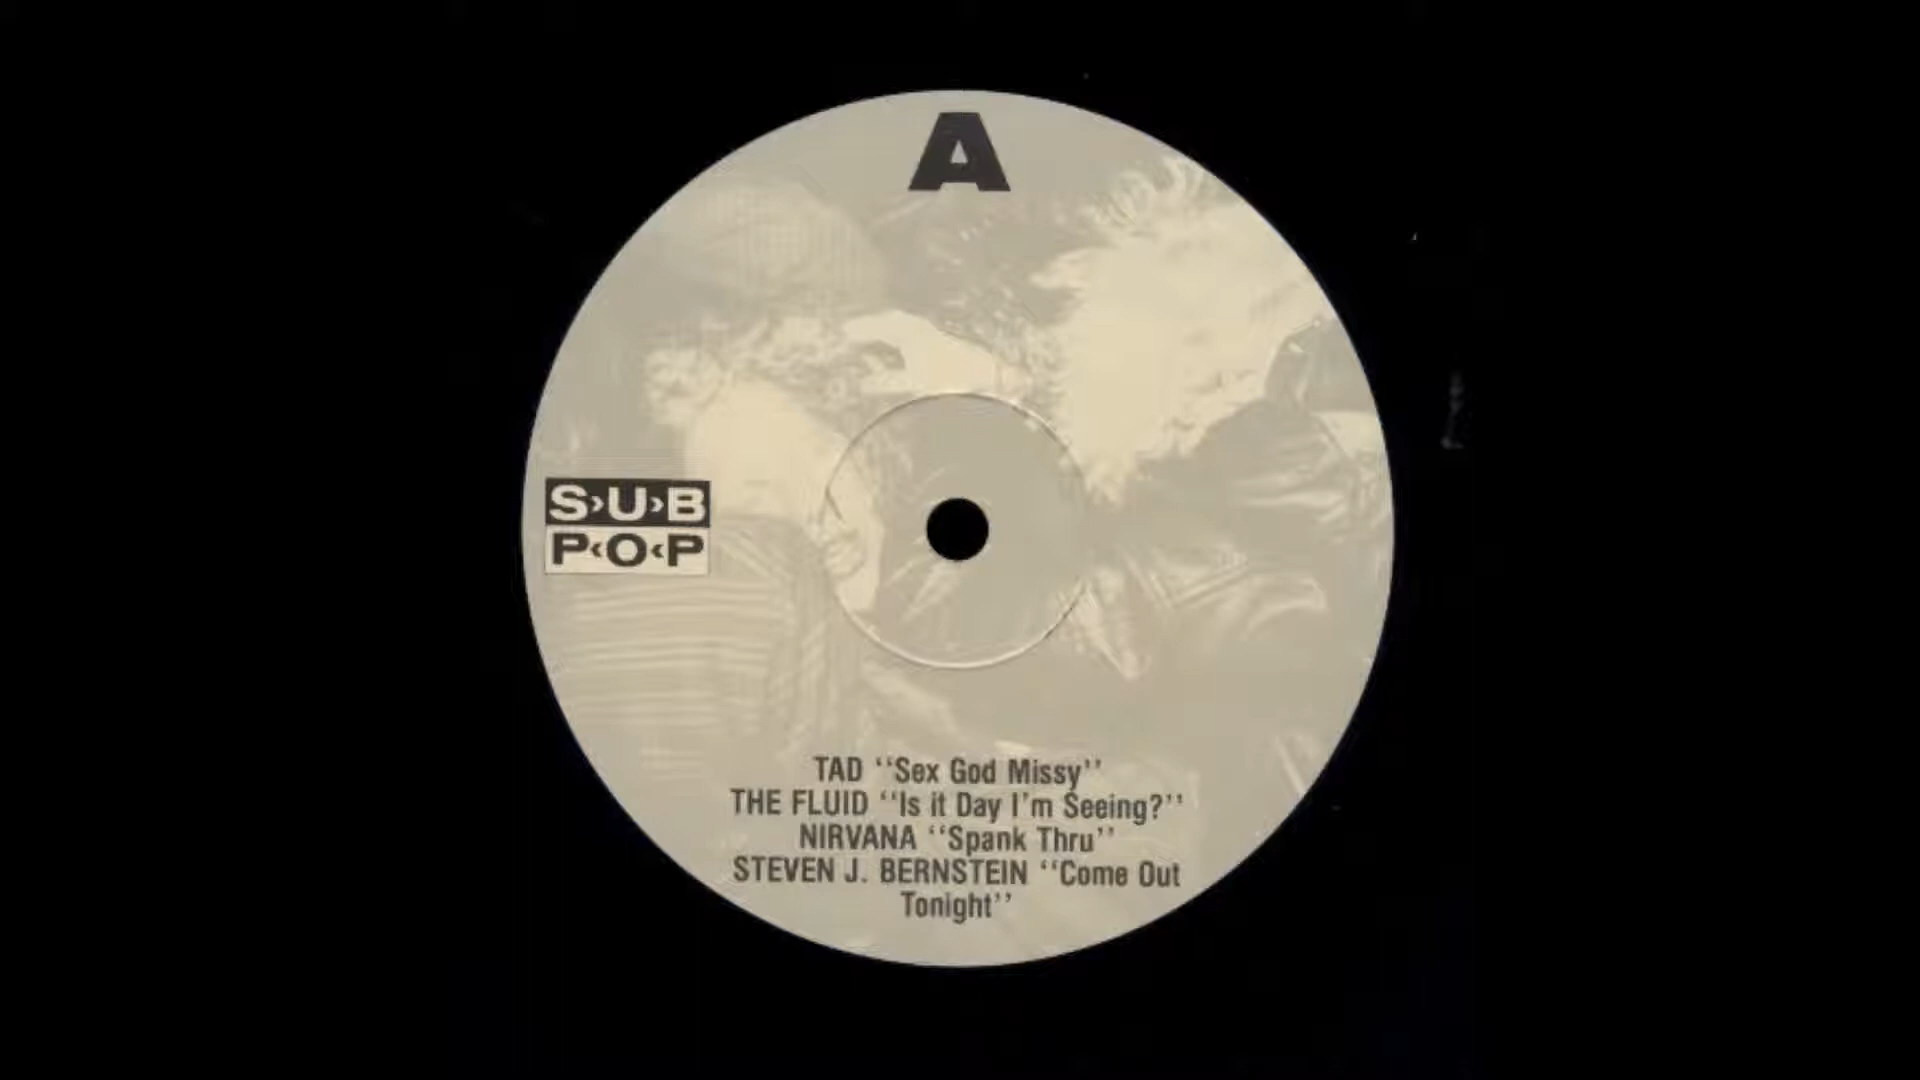 A
S›U›B
P‹O‹P
TAD “Sex God Missy”
THE FLUID “Is it Day I’m Seeing?”
NIRVANA “Spank Thru”
STEVEN J. BERNSTEIN “Come Out
Tonight”